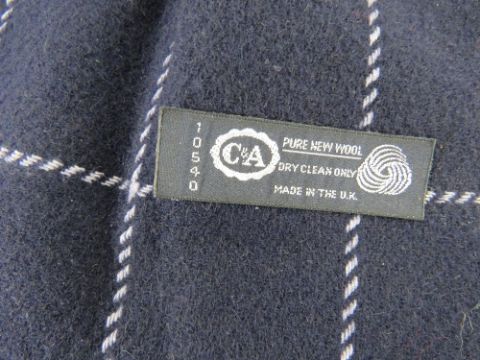 10540
C&A
PURE NEW WOOL
DRY CLEAN ONLY
MADE IN THE U.K.